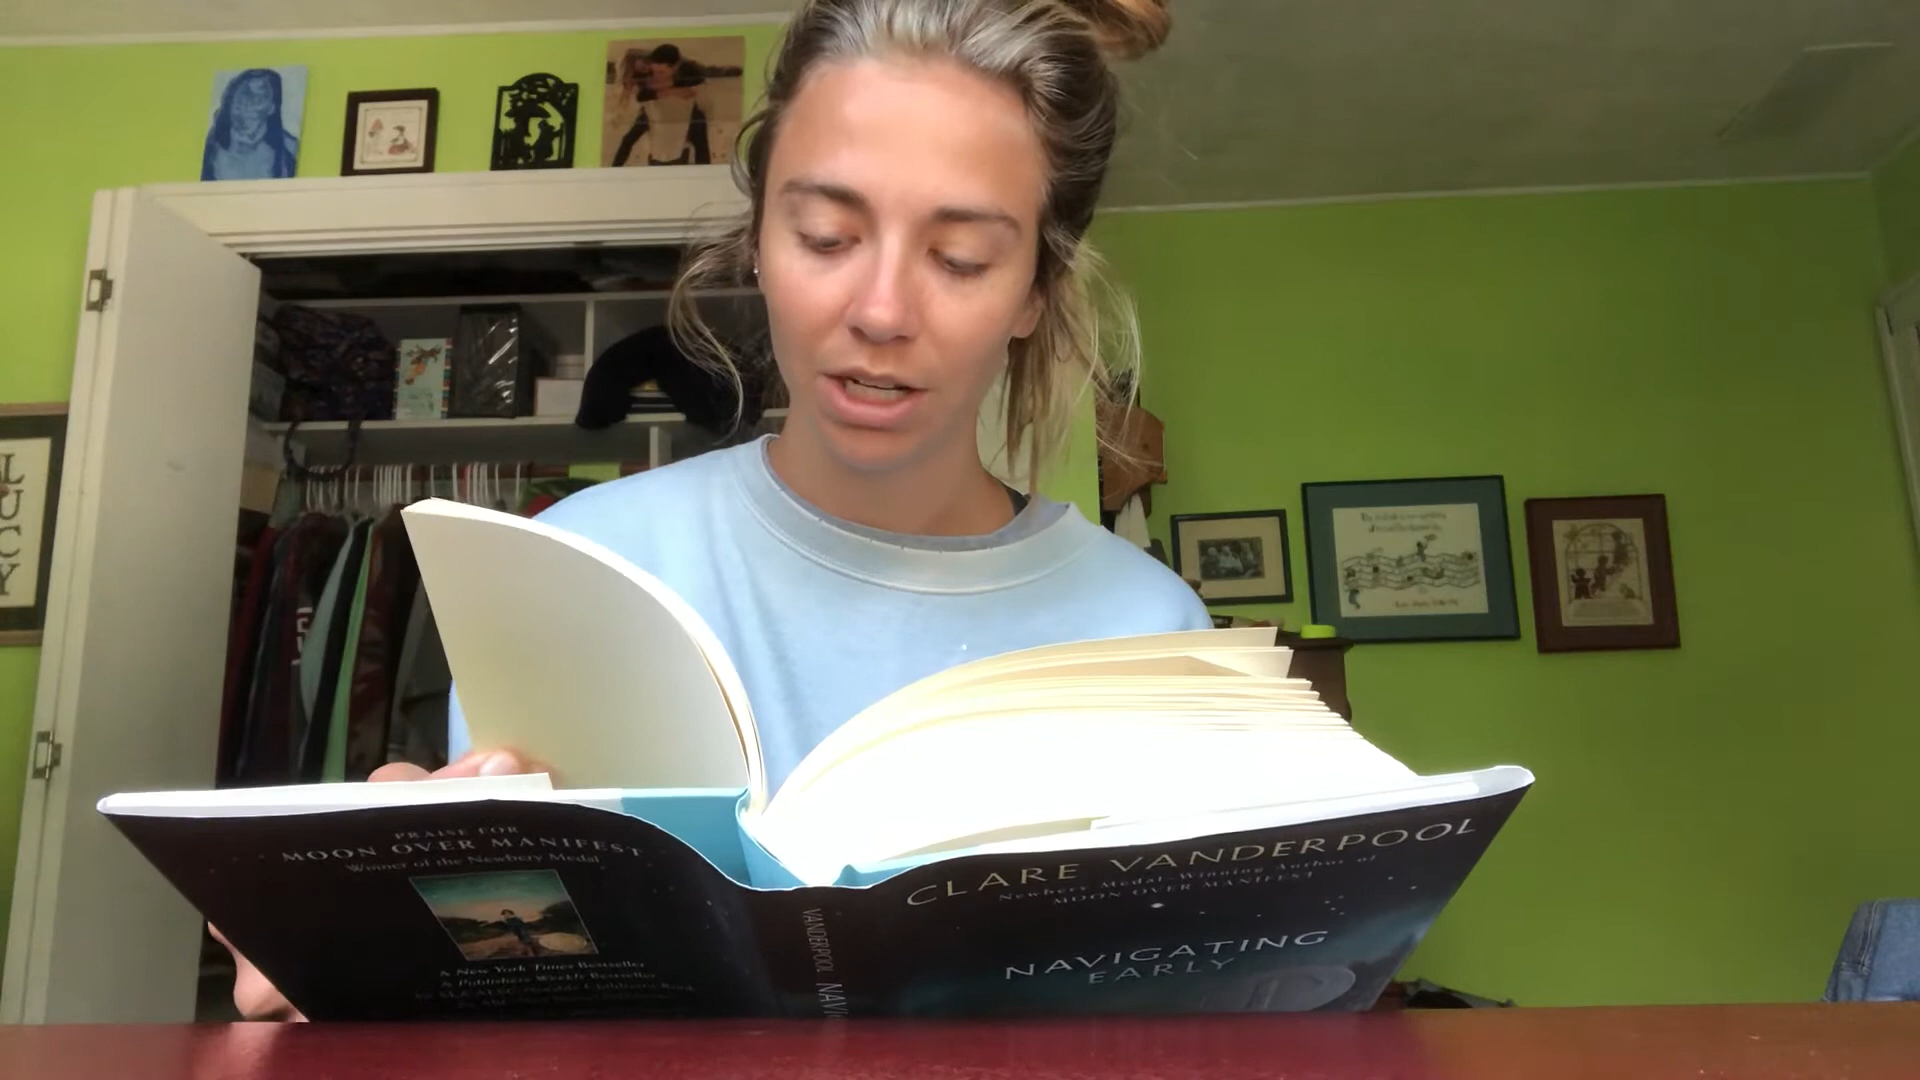 L
U
C
Y
PRAISE FOR
MOON OVER MANIFEST
Winner of the Newbery Medal
A New York Times Bestseller
A Publishers Weekly Bestseller
VANDERPOOL NAVI
CLARE VANDERPOOL
Newbery Medal–Winning Author of
MOON OVER MANIFEST
NAVIGATING
EARLY